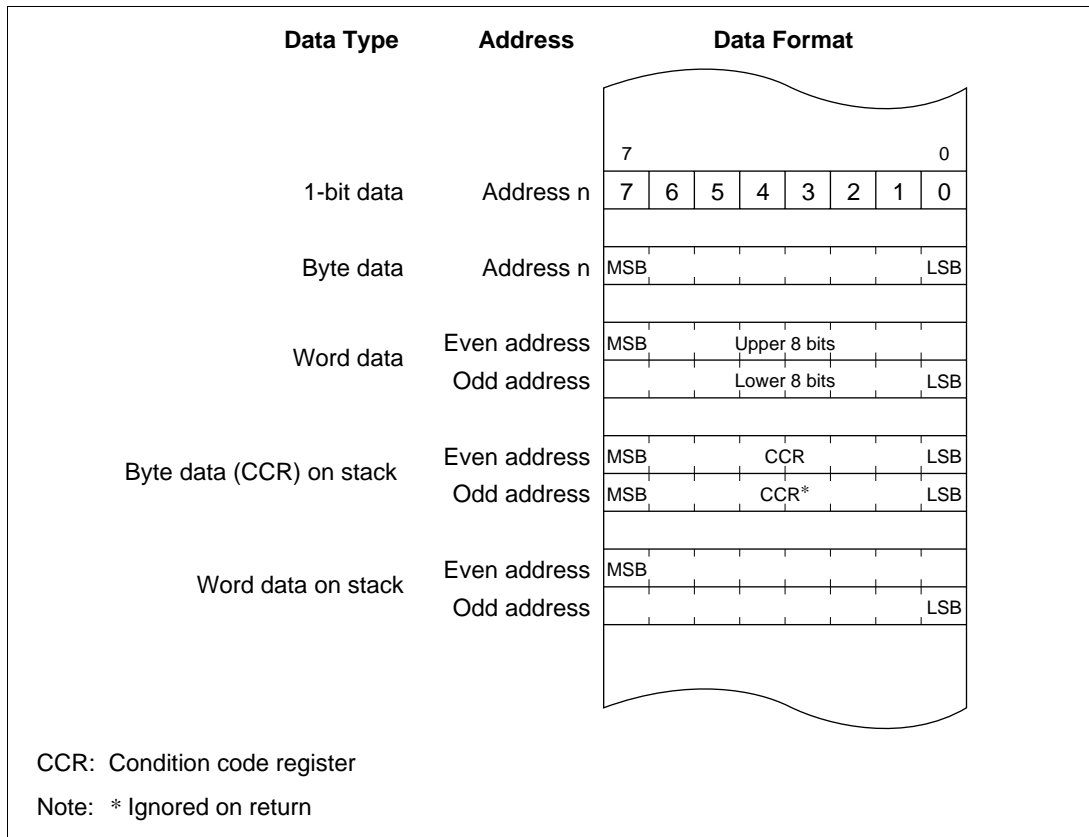 Data Type Address Data Format
7 0
1-bit data Address n 7 6 5 4 3 2 1 0
Byte data Address n MSB LSB
Word data
Even address MSB Upper 8 bits
Odd address Lower 8 bits LSB
Byte data (CCR) on stack
Even address MSB CCR LSB
Odd address MSB CCR* LSB
Word data on stack
Even address MSB
Odd address LSB
CCR: Condition code register
Note: * Ignored on return